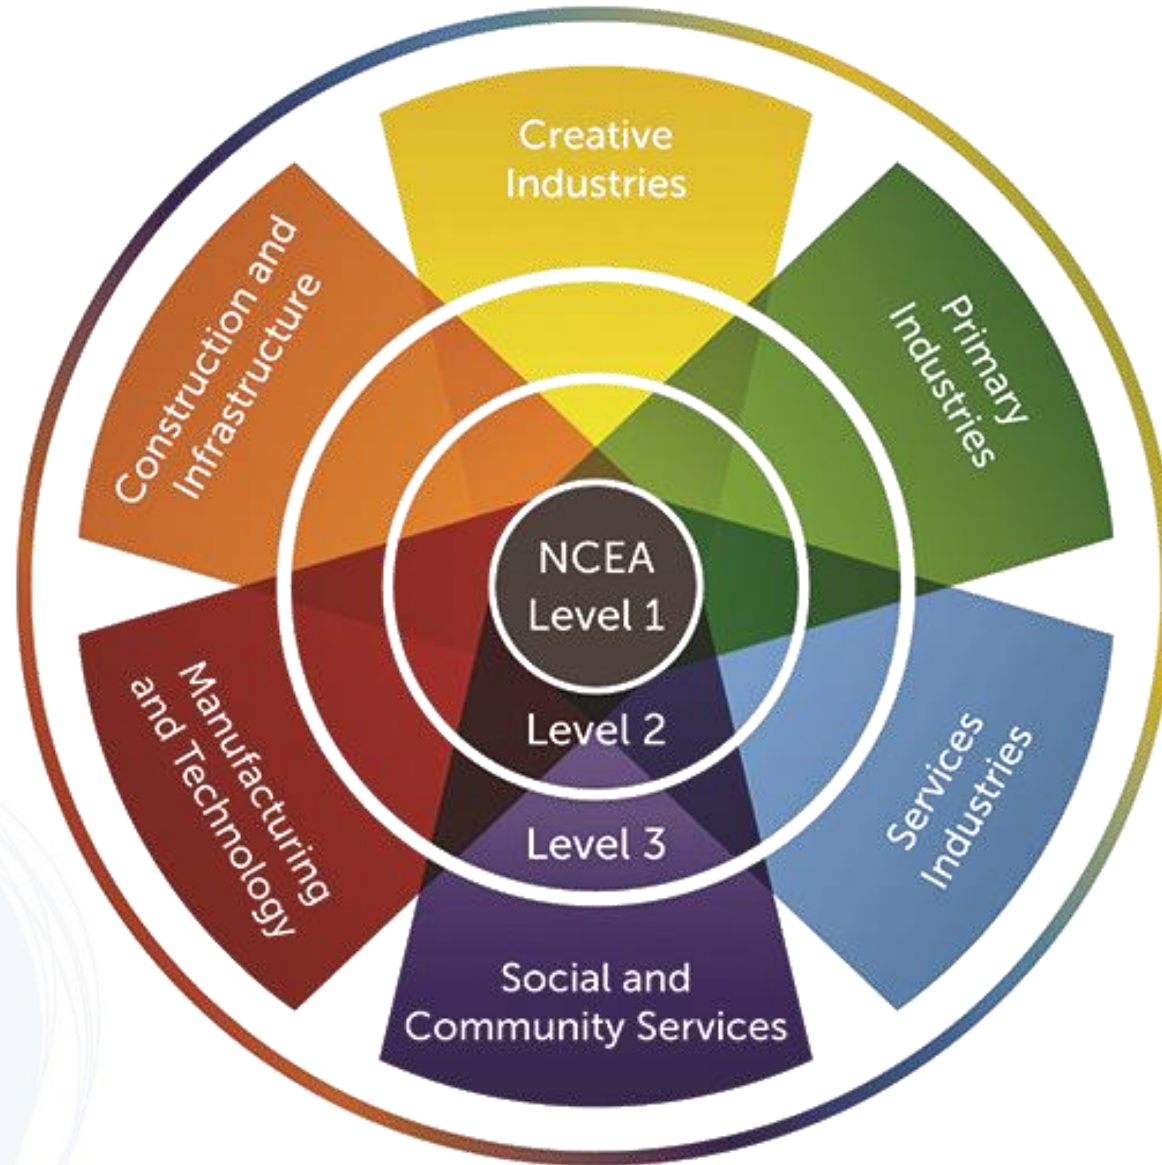 Creative
Industries
Primary
Industries
Services
Industries
Social and
Community Services
Manufacturing
and Technology
Construction and
Infrastructure
NCEA
Level 1
Level 2
Level 3